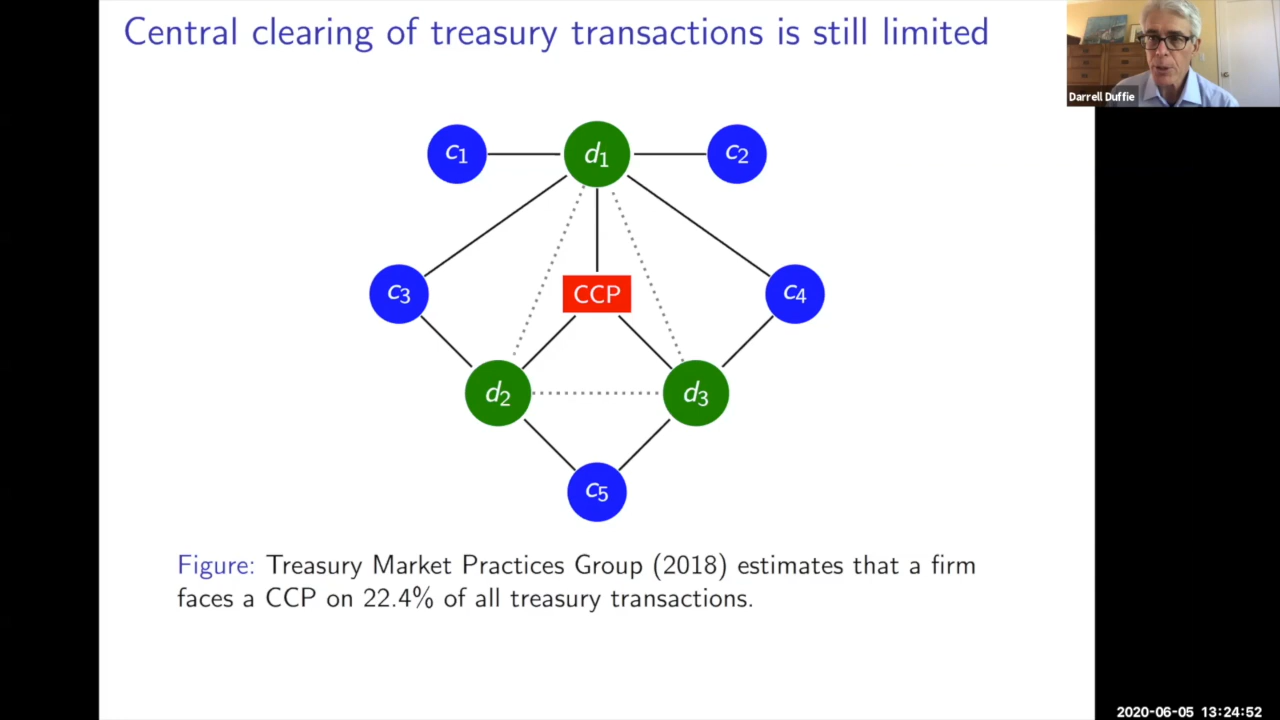 Central clearing of treasury transactions is still limited
Darrell Duffie
c1
d1
c2
c3
CCP
c4
d2
d3
c5
Figure: Treasury Market Practices Group (2018) estimates that a firm
faces a CCP on 22.4% of all treasury transactions.
2020-06-05 13:24:52